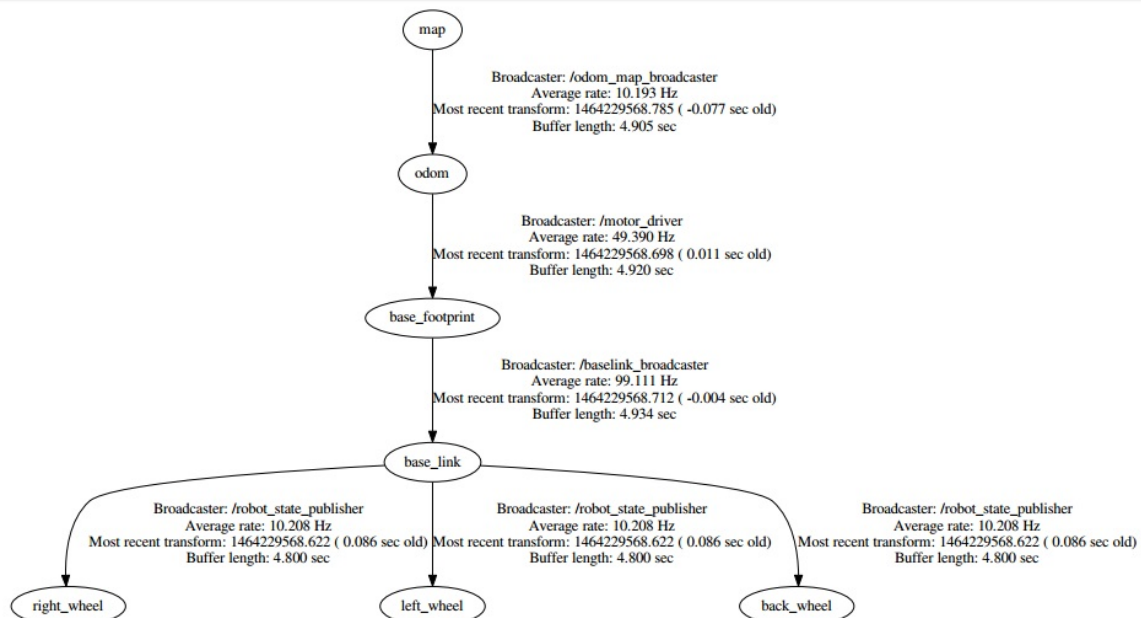 map
Broadcaster: /odom_map_broadcaster
Average rate: 10.193 Hz
Most recent transform: 1464229568.785 ( -0.077 sec old)
Buffer length: 4.905 sec
odom
Broadcaster: /motor_driver
Average rate: 49.390 Hz
Most recent transform: 1464229568.698 ( 0.011 sec old)
Buffer length: 4.920 sec
base_footprint
Broadcaster: /baselink_broadcaster
Average rate: 99.111 Hz
Most recent transform: 1464229568.712 ( -0.004 sec old)
Buffer length: 4.934 sec
base_link
Broadcaster: /robot_state_publisher
Average rate: 10.208 Hz
Most recent transform: 1464229568.622 ( 0.086 sec old)
Buffer length: 4.800 sec
Broadcaster: /robot_state_publisher
Average rate: 10.208 Hz
Most recent transform: 1464229568.622 ( 0.086 sec old)
Buffer length: 4.800 sec
Broadcaster: /robot_state_publisher
Average rate: 10.208 Hz
Most recent transform: 1464229568.622 ( 0.086 sec old)
Buffer length: 4.800 sec
right_wheel
left_wheel
back_wheel